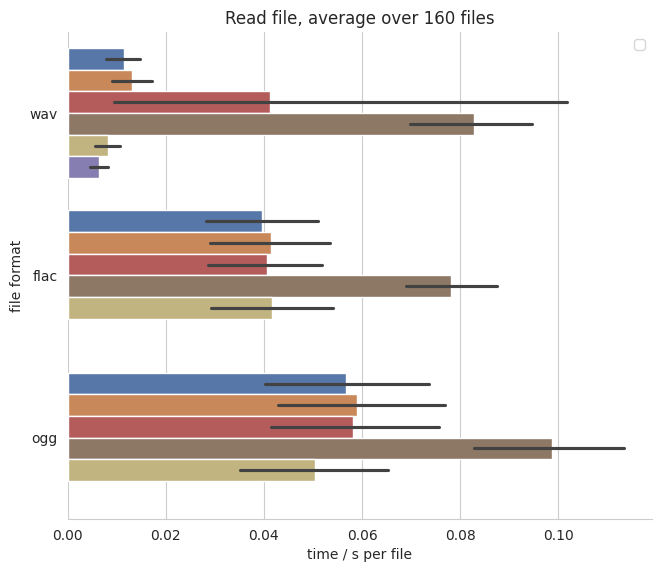 Read file, average over 160 files
wav
flac
ogg
file format
0.00 0.02 0.04 0.06 0.08 0.10
time / s per file